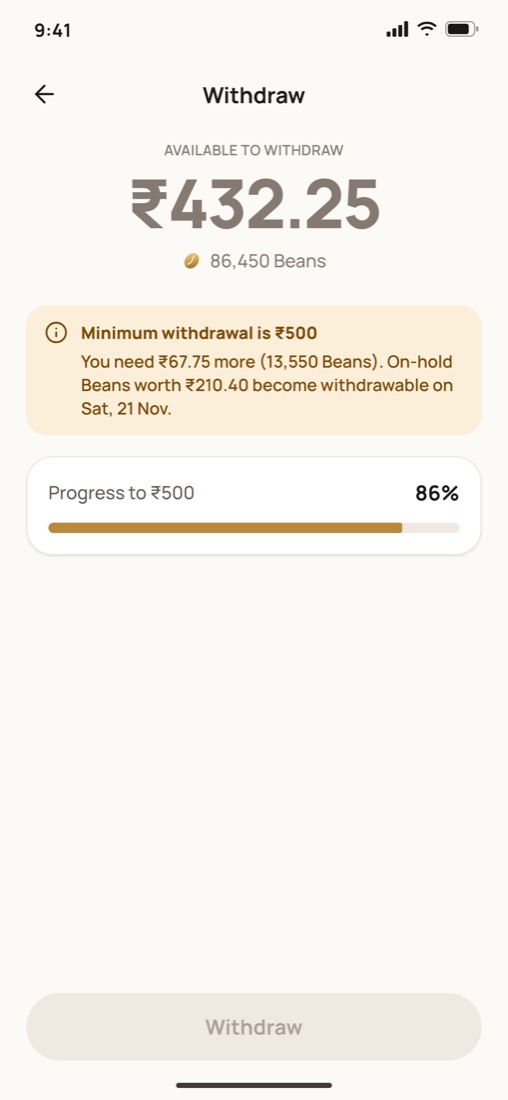 9:41
Withdraw
AVAILABLE TO WITHDRAW
₹432.25
86,450 Beans
Minimum withdrawal is ₹500
You need ₹67.75 more (13,550 Beans). On-hold
Beans worth ₹210.40 become withdrawable on
Sat, 21 Nov.
Progress to ₹500 86%
Withdraw